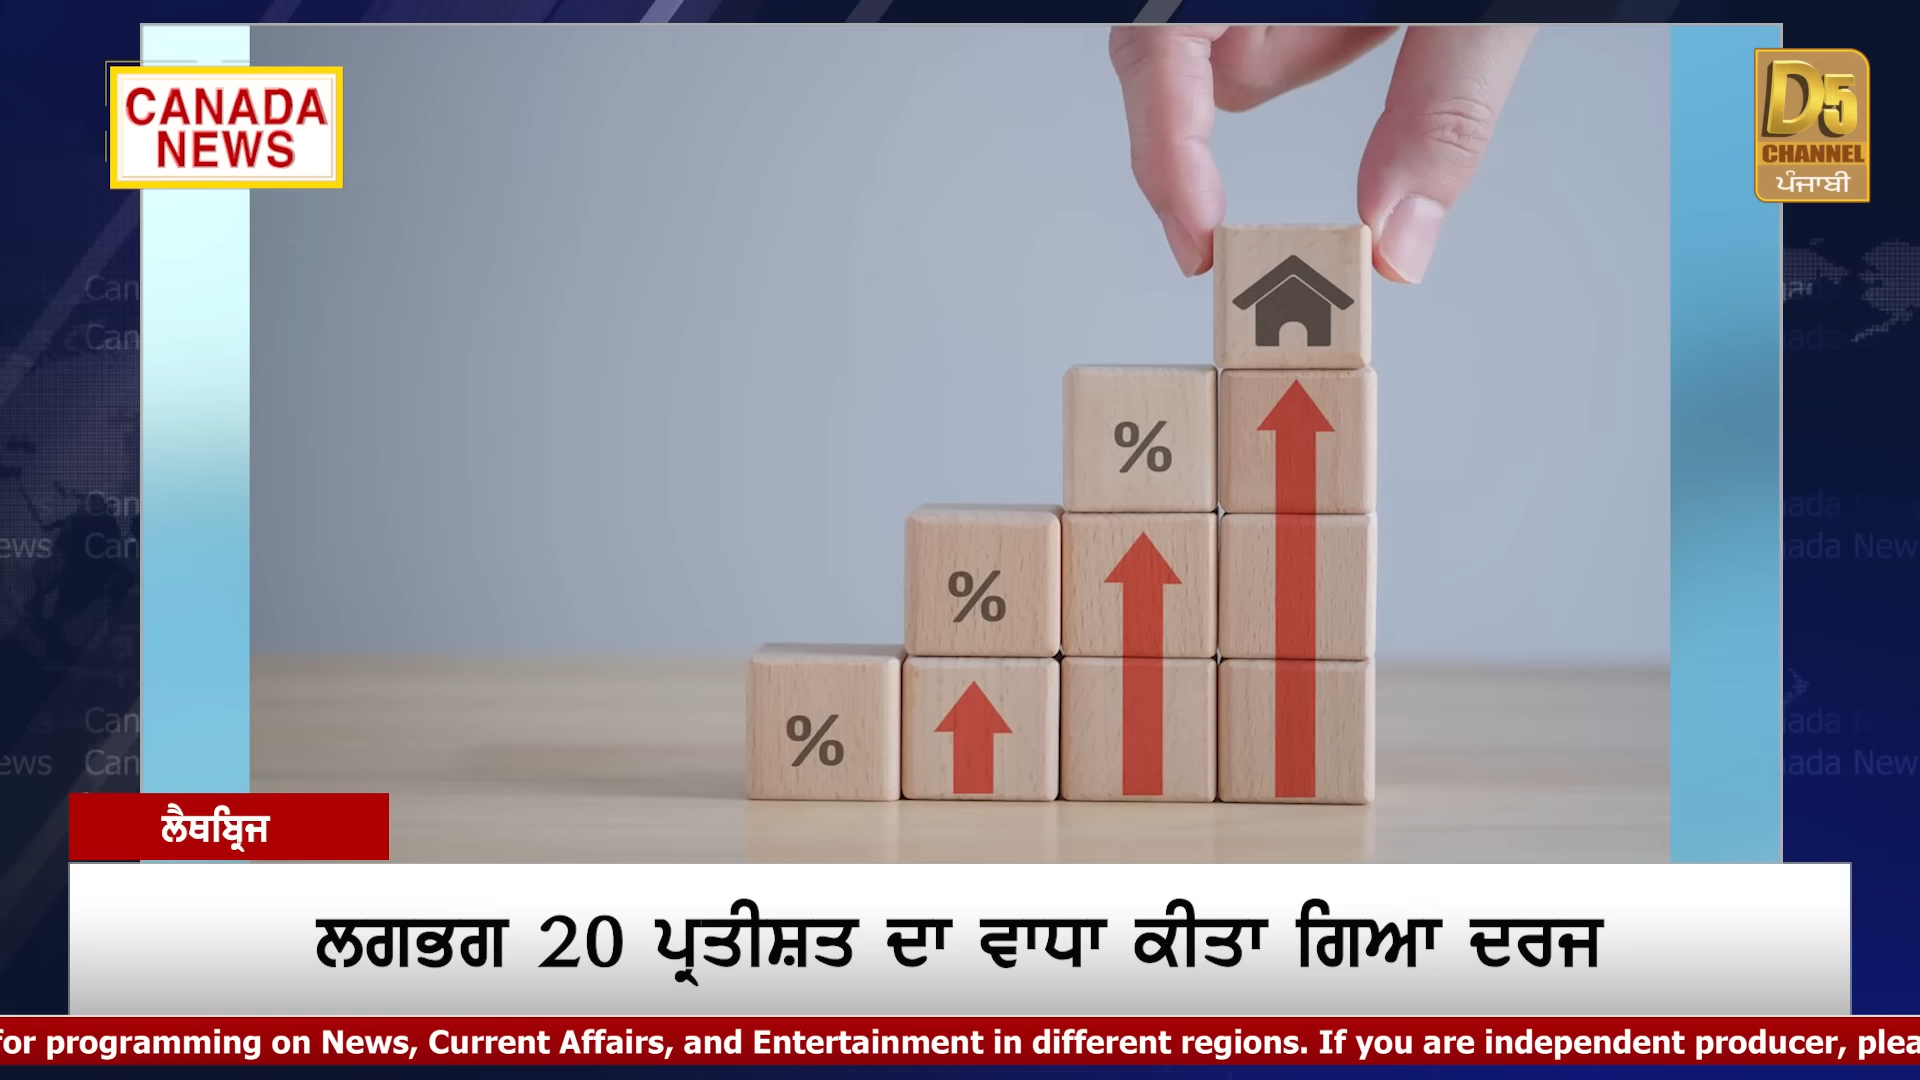 CANADA
NEWS
D5
CHANNEL
ਪੰਜਾਬੀ
%
%
%
ਲੈਥਬ੍ਰਿਜ
ਲਗਭਗ 20 ਪ੍ਰਤੀਸ਼ਤ ਦਾ ਵਾਧਾ ਕੀਤਾ ਗਿਆ ਦਰਜ
for programming on News, Current Affairs, and Entertainment in different regions. If you are independent producer, plea